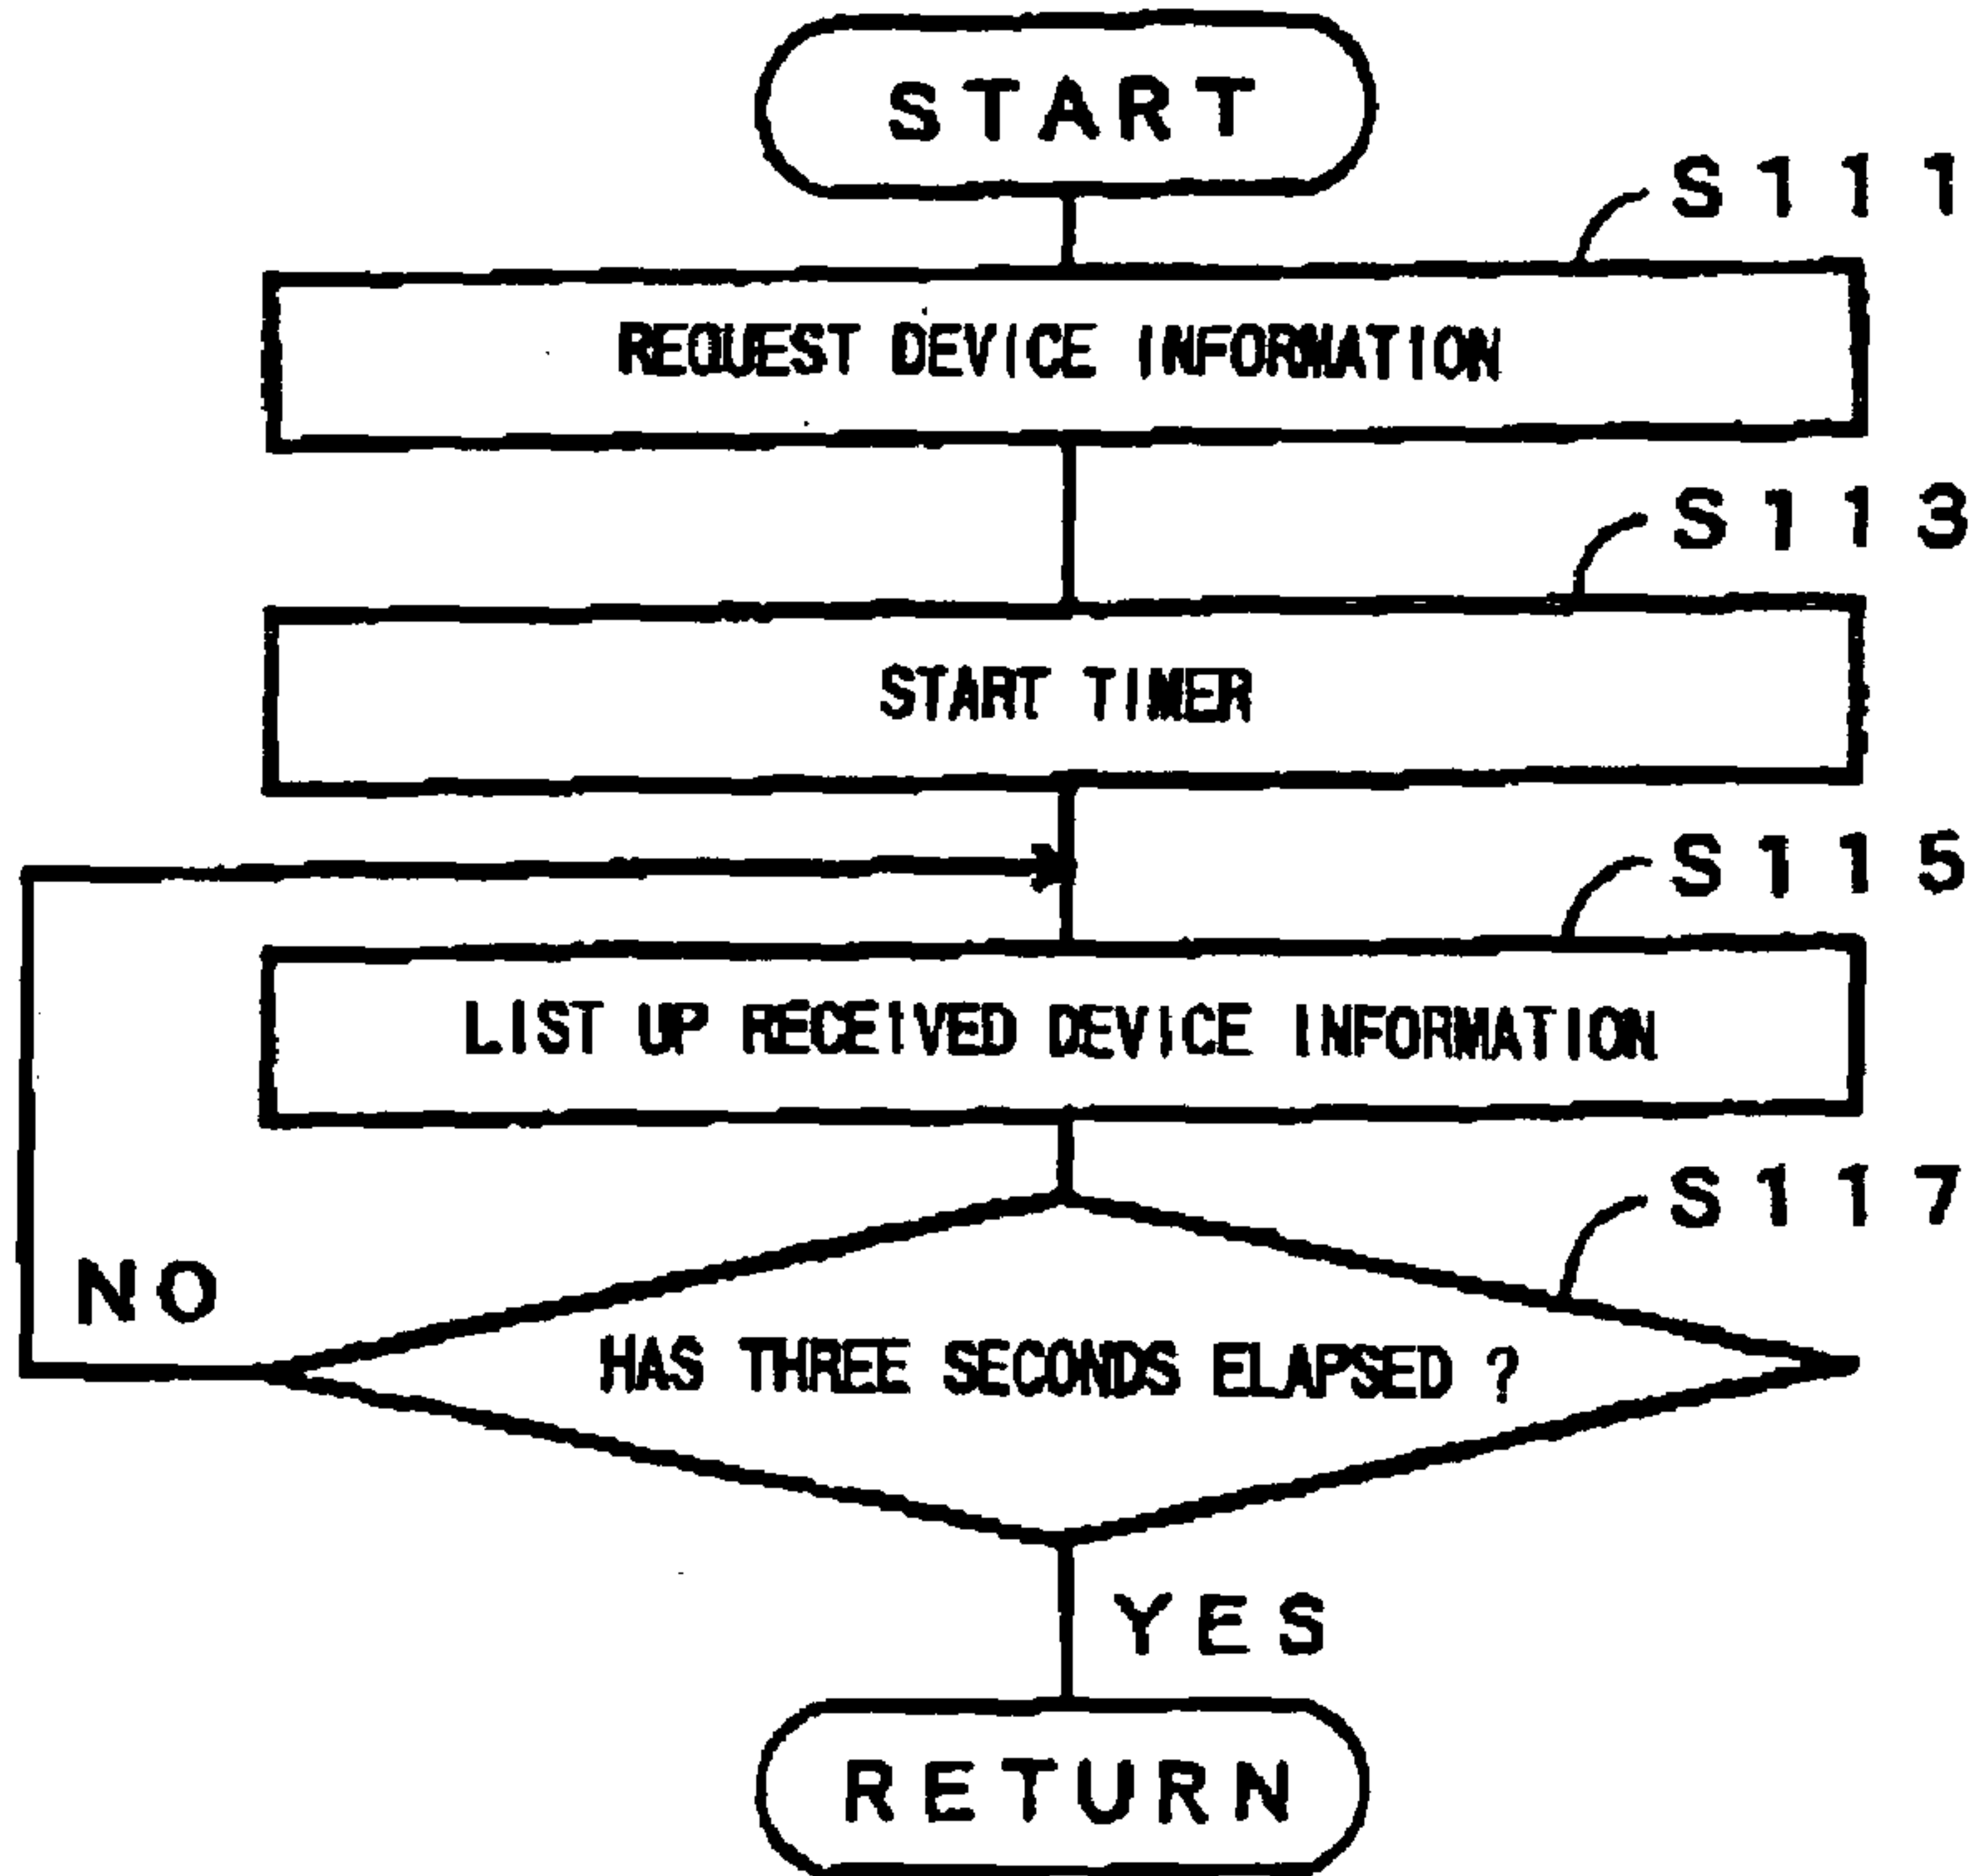 START
S111
REQUEST DEVICE INFORMATION
S113
START TIMER
S115
LIST UP RECEIVED DEVICE INFORMATION
S117
NO
HAS THREE SECONDS ELAPSED ?
YES
RETURN